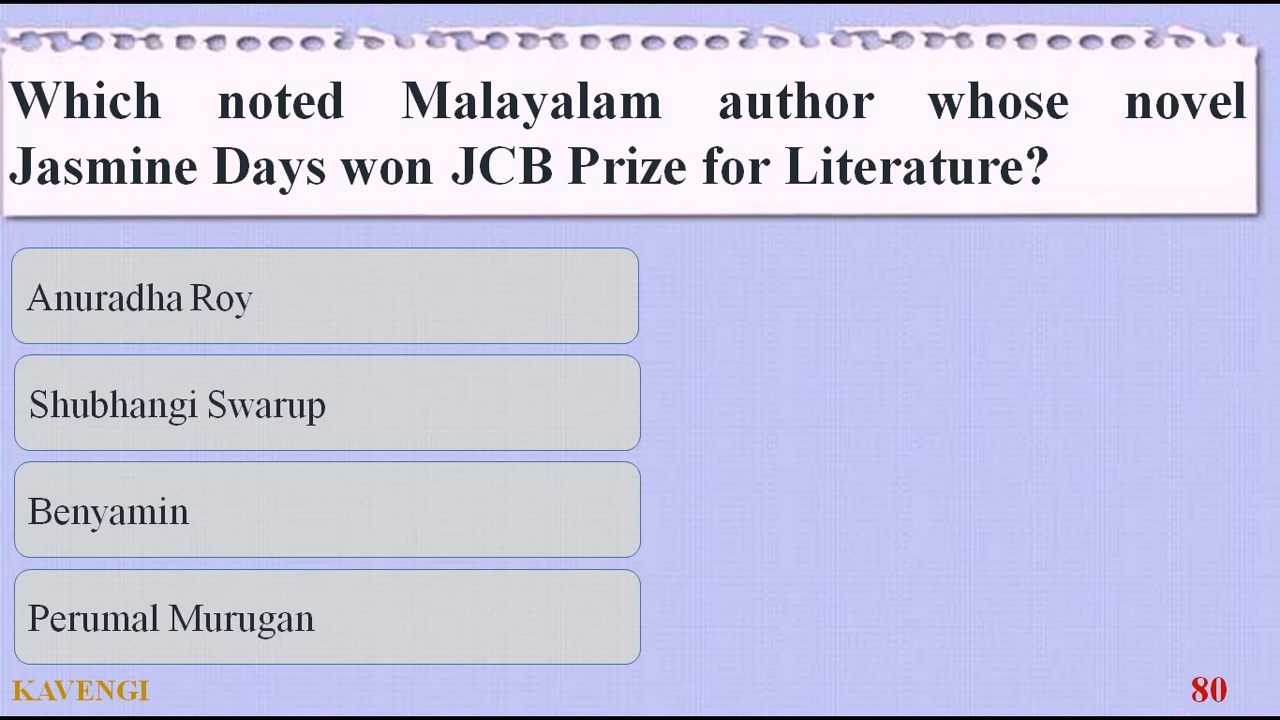 Which noted Malayalam author whose novel
Jasmine Days won JCB Prize for Literature?
Anuradha Roy
Shubhangi Swarup
Benyamin
Perumal Murugan
KAVENGI
80